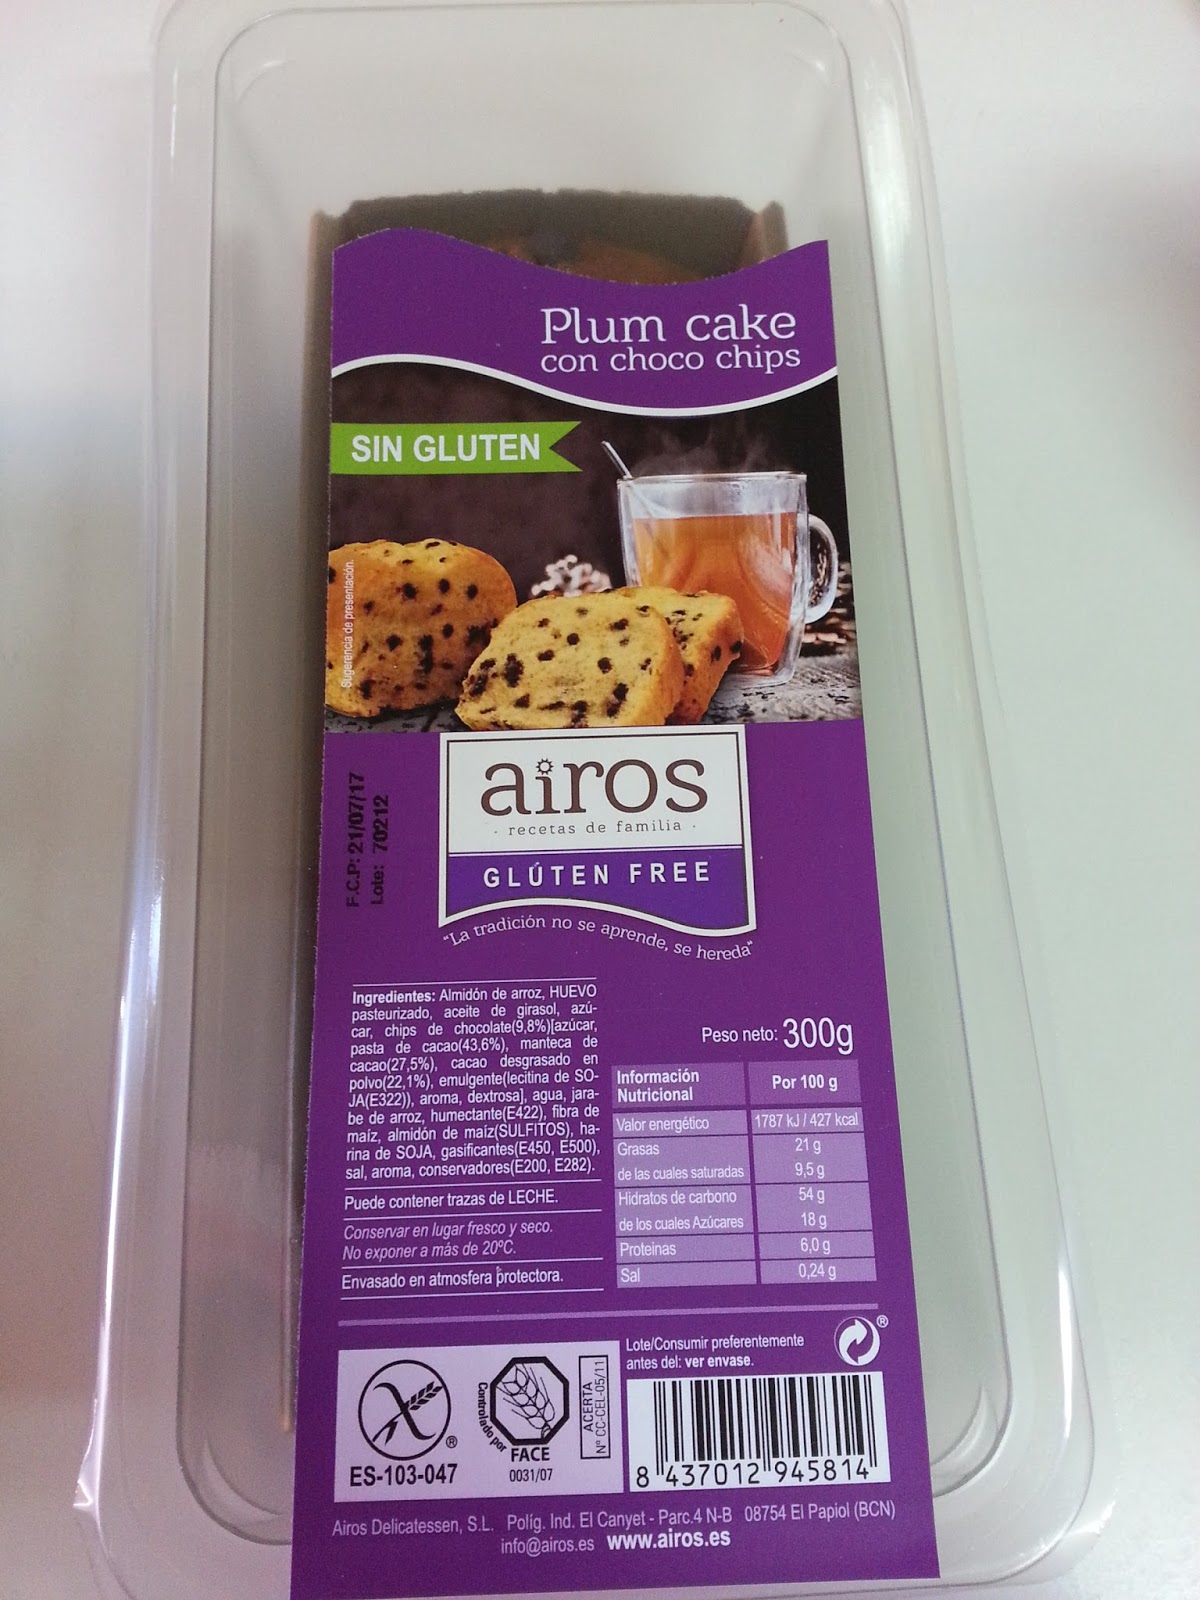 Plum cake
con choco chips
SIN GLUTEN
Sugerencia de presentación.
airos
· recetas de familia ·
GLÚTEN FREE
"La tradición no se aprende, se hereda"
F.C.P: 21/07/17
Lote: 70212
Ingredientes: Almidón de arroz, HUEVO
pasteurizado, aceite de girasol, azú-
car, chips de chocolate(9,8%)[azúcar,
pasta de cacao(43,6%), manteca de
cacao(27,5%), cacao desgrasado en
polvo(22,1%), emulgente(lecitina de SO-
JA(E322)), aroma, dextrosa], agua, jara-
be de arroz, humectante(E422), fibra de
maíz, almidón de maíz(SULFITOS), ha-
rina de SOJA, gasificantes(E450, E500),
sal, aroma, conservadores(E200, E282).
Puede contener trazas de LECHE.
Conservar en lugar fresco y seco.
No exponer a más de 20ºC.
Envasado en atmosfera protectora.
Peso neto: 300g
Información Nutricional Por 100 g
Valor energético 1787 kJ / 427 kcal
Grasas 21 g
de las cuales saturadas 9,5 g
Hidratos de carbono 54 g
de los cuales Azúcares 18 g
Proteinas 6,0 g
Sal 0,24 g
®
ES-103-047
Controlado por
FACE
0031/07
ACERTA
Nº CC-CEL-05/11
Lote/Consumir preferentemente
antes del: ver envase.
®
8 437012 945814
Airos Delicatessen, S.L. Políg. Ind. El Canyet - Parc.4 N-B 08754 El Papiol (BCN)
info@airos.es www.airos.es